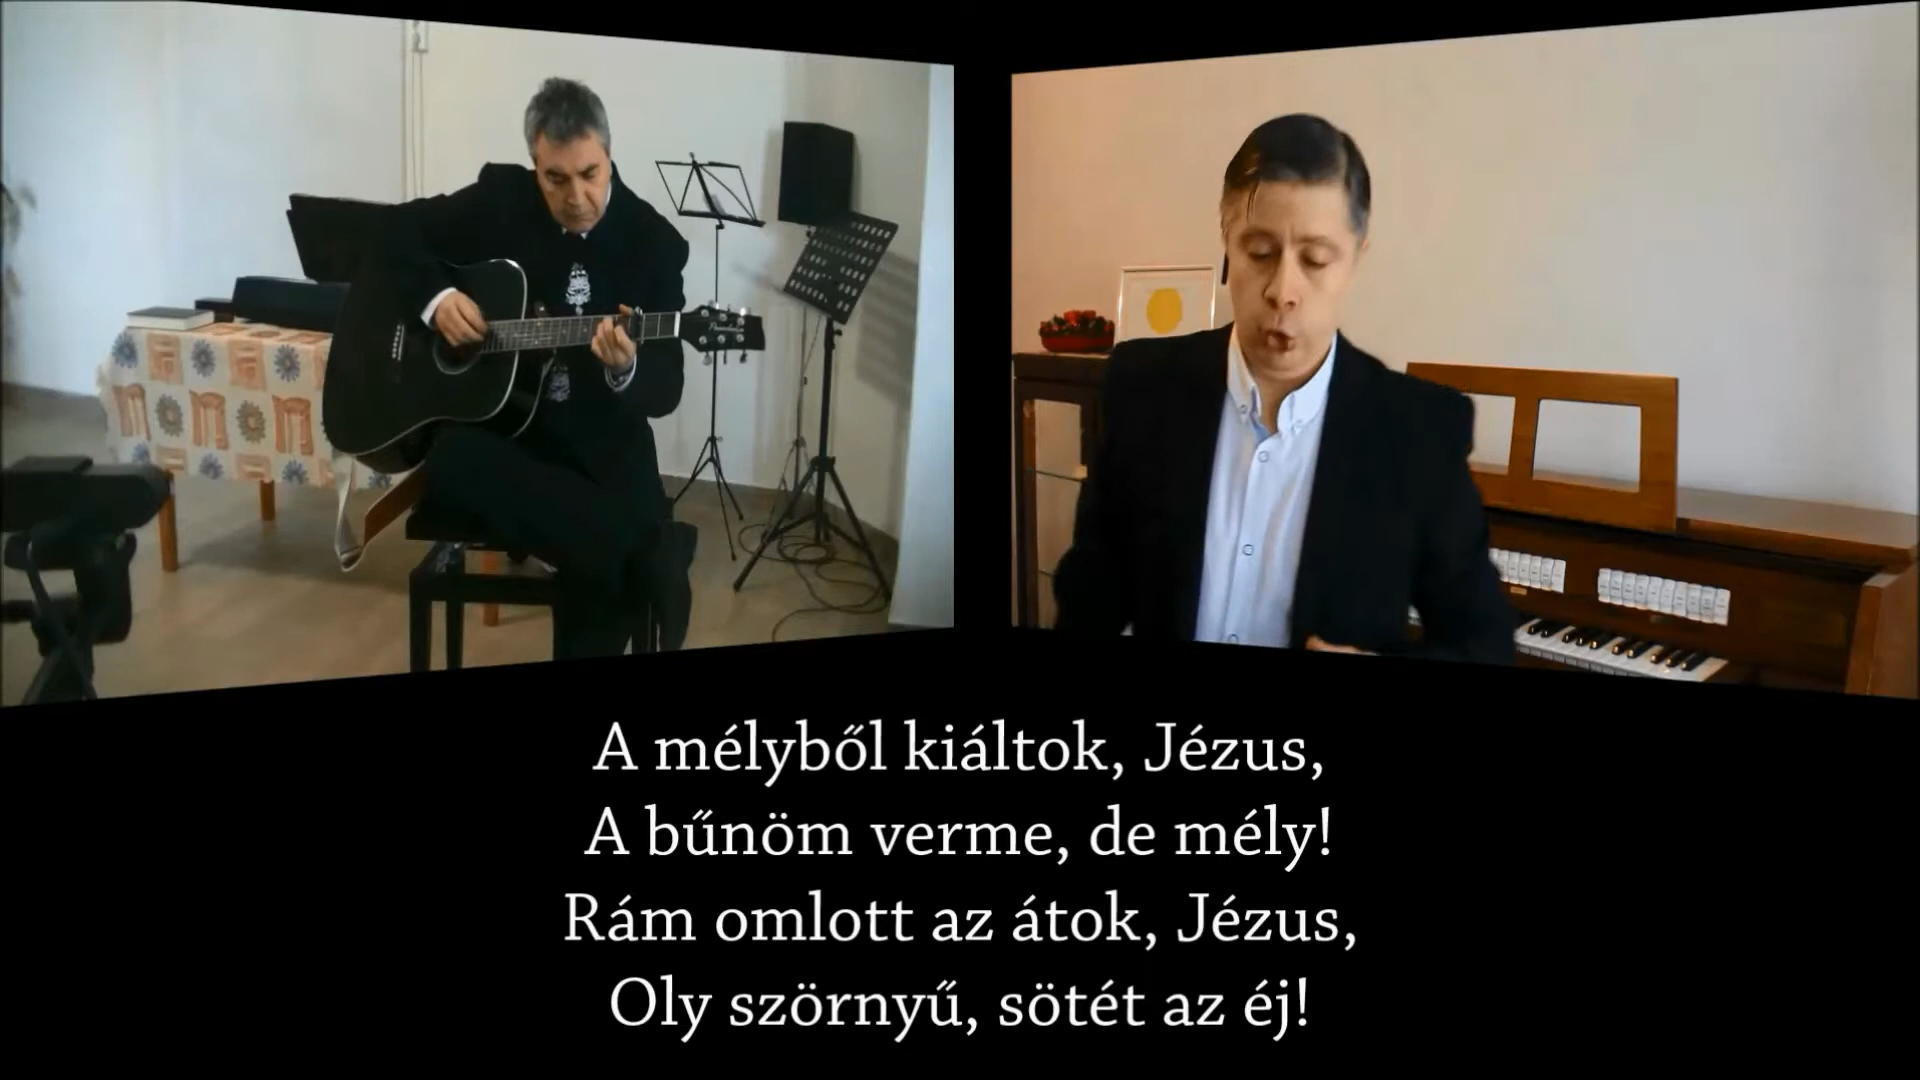 A mélyből kiáltok, Jézus,
A bűnöm verme, de mély!
Rám omlott az átok, Jézus,
Oly szörnyű, sötét az éj!